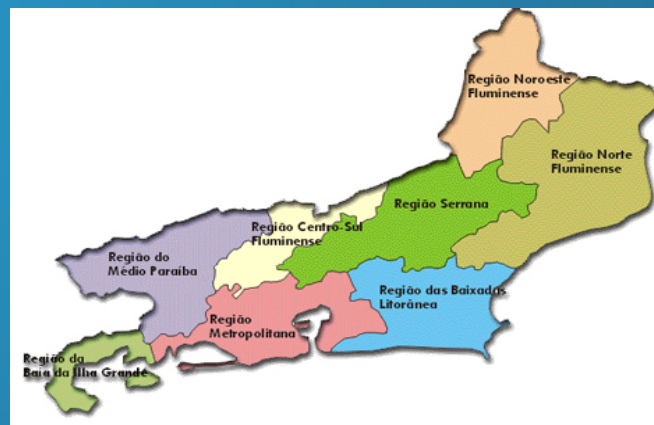 Região Noroeste
Fluminense
Região Norte
Fluminense
Região Serrana
Região Centro-Sul
Fluminense
Região do
Médio Paraíba
Região das Baixadas
Litorânea
Região
Metropolitana
Região da
Baía da Ilha Grande